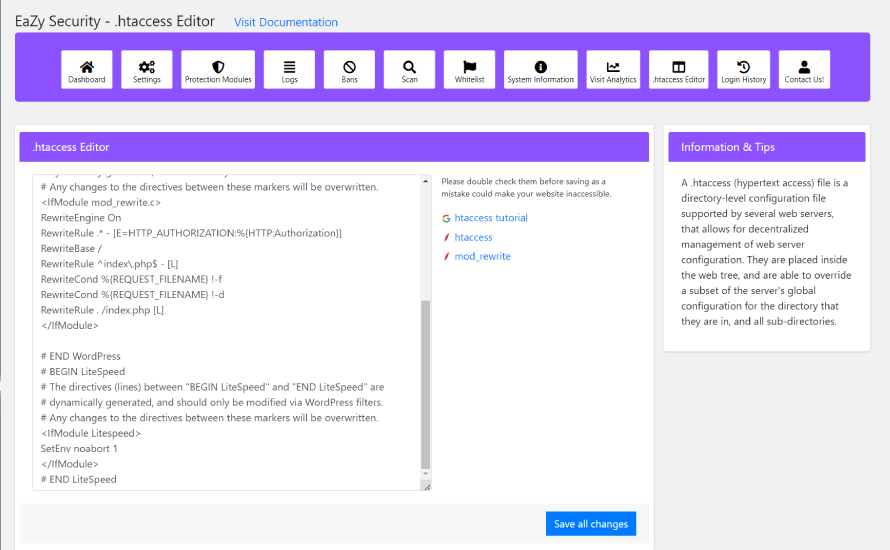 EaZy Security - .htaccess Editor Visit Documentation
Dashboard Settings Protection Modules Logs Bans Scan Whitelist System Information Visit Analytics .htaccess Editor Login History Contact Us!
.htaccess Editor
# Any changes to the directives between these markers will be overwritten.
<IfModule mod_rewrite.c>
RewriteEngine On
RewriteRule .* - [E=HTTP_AUTHORIZATION:%{HTTP:Authorization}]
RewriteBase /
RewriteRule ^index\.php$ - [L]
RewriteCond %{REQUEST_FILENAME} !-f
RewriteCond %{REQUEST_FILENAME} !-d
RewriteRule . /index.php [L]
</IfModule>
# END WordPress
# BEGIN LiteSpeed
# The directives (lines) between "BEGIN LiteSpeed" and "END LiteSpeed" are
# dynamically generated, and should only be modified via WordPress filters.
# Any changes to the directives between these markers will be overwritten.
<IfModule Litespeed>
SetEnv noabort 1
</IfModule>
# END LiteSpeed
Please double check them before saving as a
mistake could make your website inaccessible.
htaccess tutorial
htaccess
mod_rewrite
Save all changes
Information & Tips
A .htaccess (hypertext access) file is a
directory-level configuration file
supported by several web servers,
that allows for decentralized
management of web server
configuration. They are placed inside
the web tree, and are able to override
a subset of the server's global
configuration for the directory that
they are in, and all sub-directories.